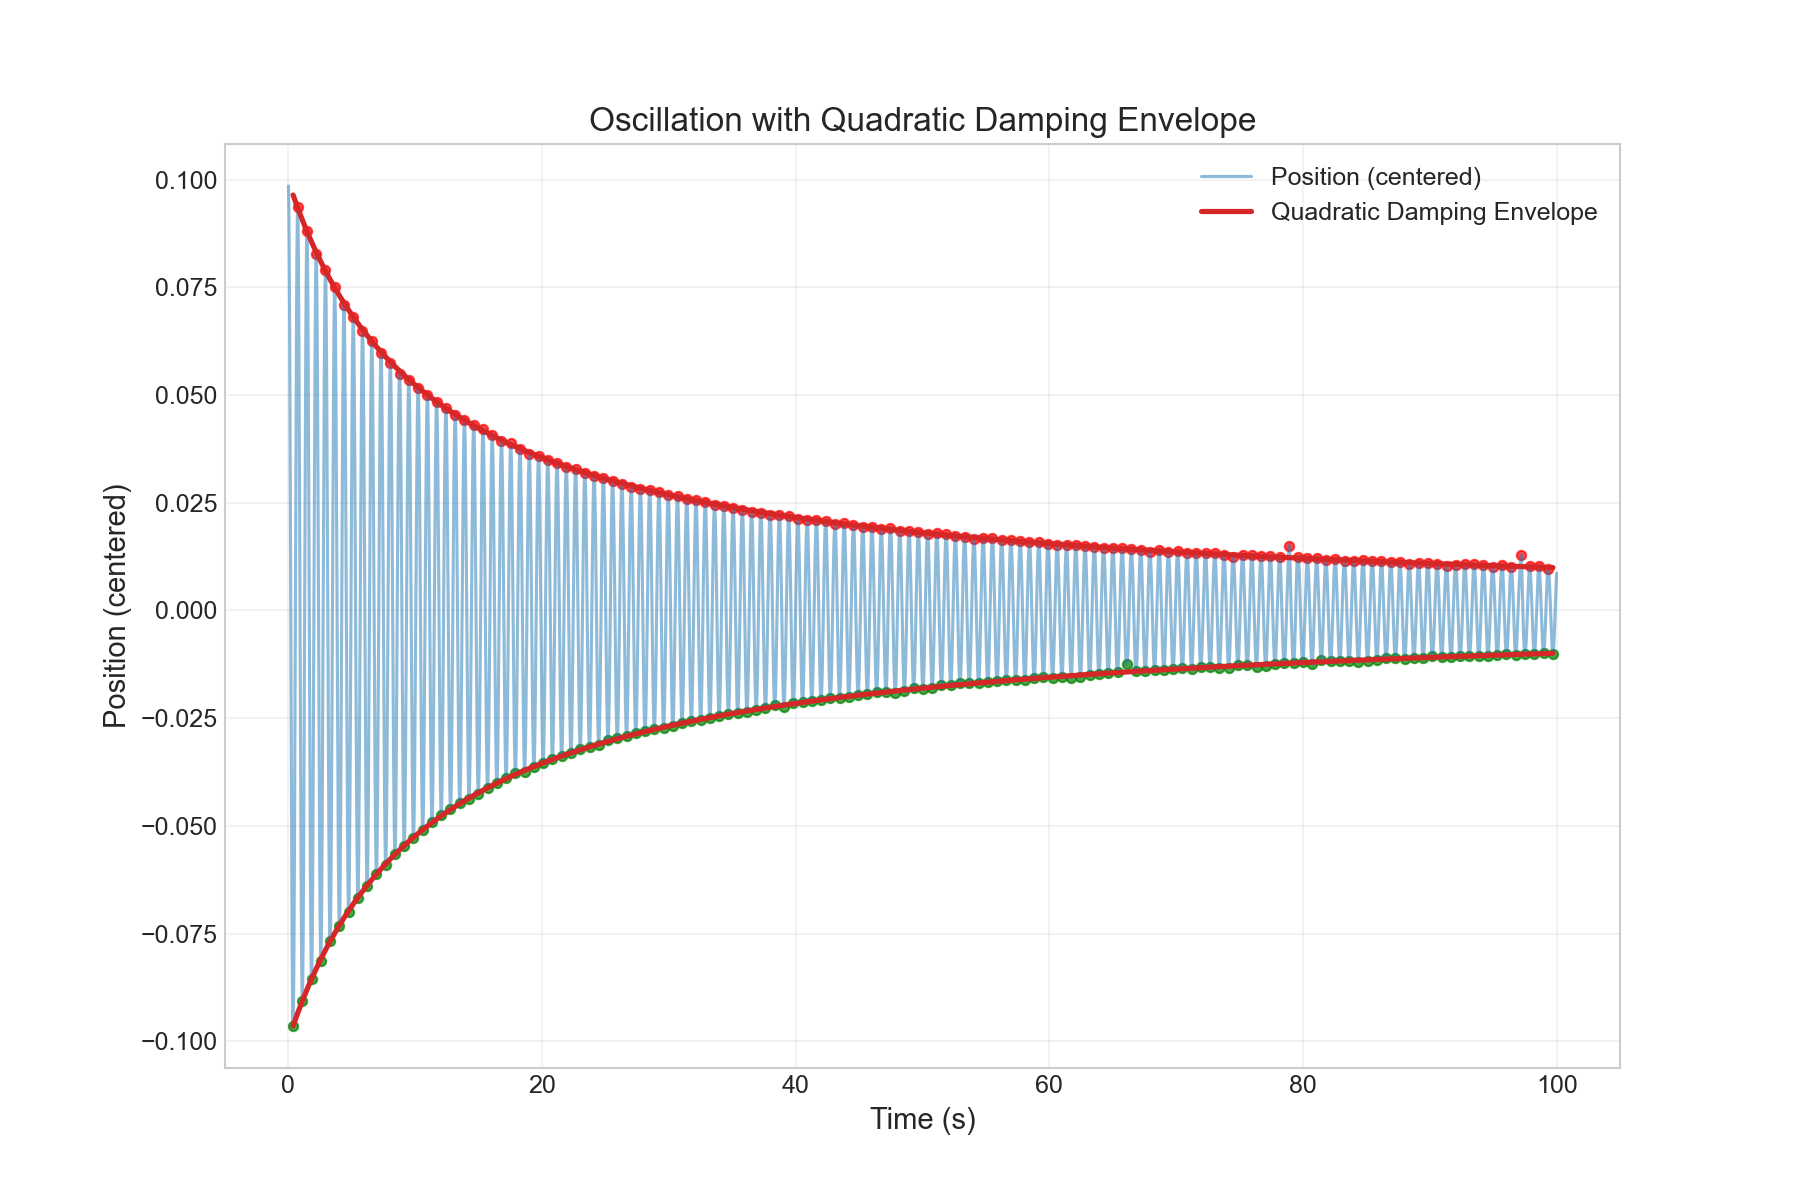 Oscillation with Quadratic Damping Envelope
Position (centered)
Quadratic Damping Envelope
0.100
0.075
0.050
0.025
0.000
−0.025
−0.050
−0.075
−0.100
Position (centered)
0 20 40 60 80 100
Time (s)